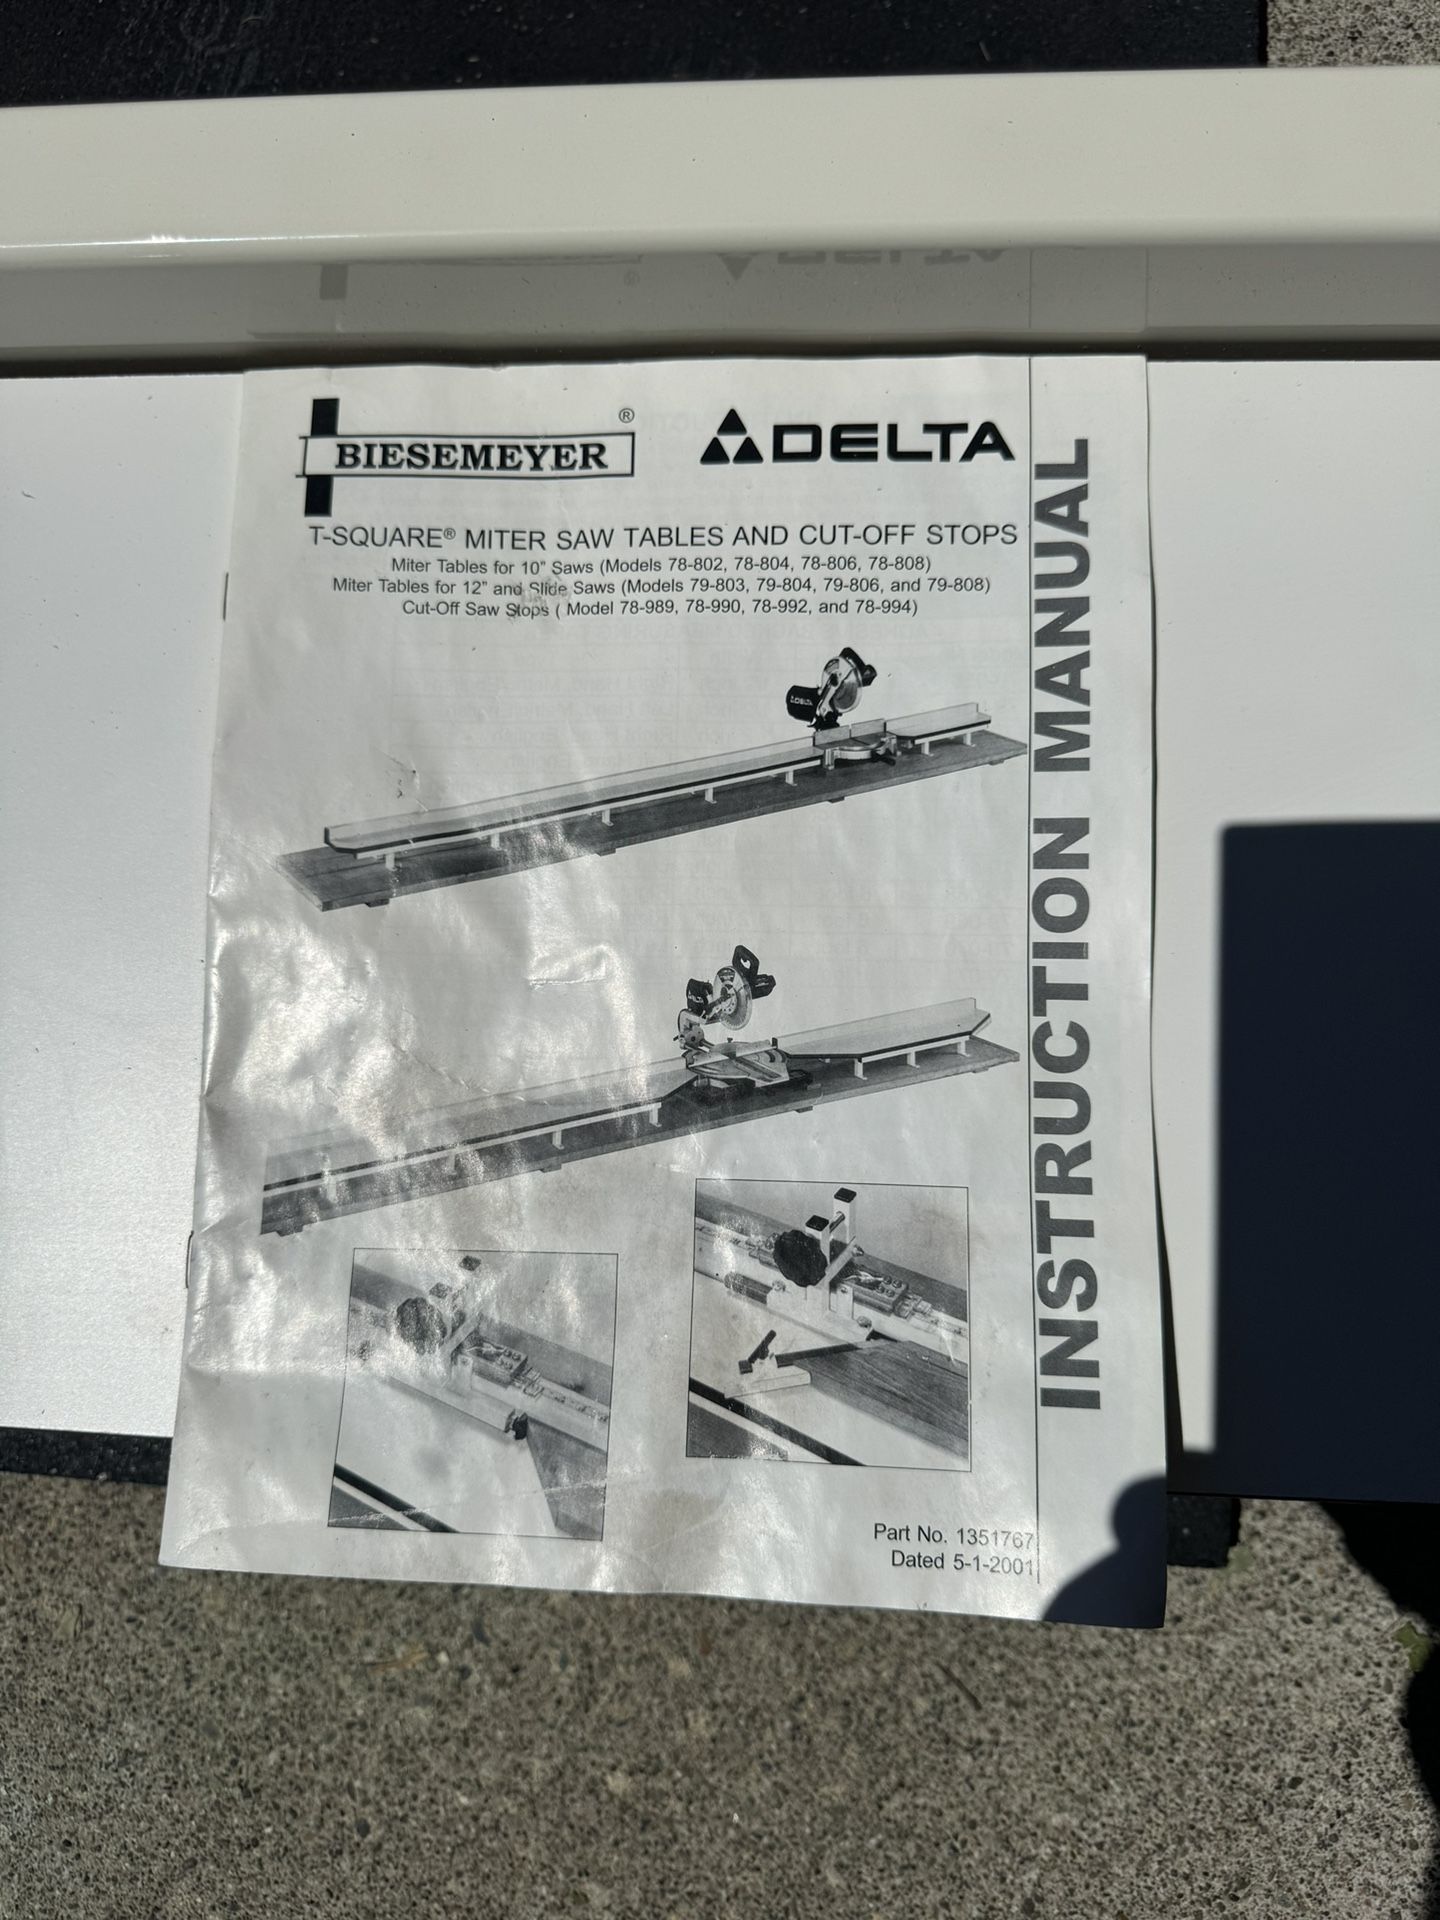 BIESEMEYER®
DELTA
T-SQUARE® MITER SAW TABLES AND CUT-OFF STOPS
Miter Tables for 10" Saws (Models 78-802, 78-804, 78-806, 78-808)
Miter Tables for 12" and Slide Saws (Models 79-803, 79-804, 79-806, and 79-808)
Cut-Off Saw Stops ( Model 78-989, 78-990, 78-992, and 78-994)
INSTRUCTION MANUAL
DELTA
DELTA
Part No. 1351767
Dated 5-1-2001